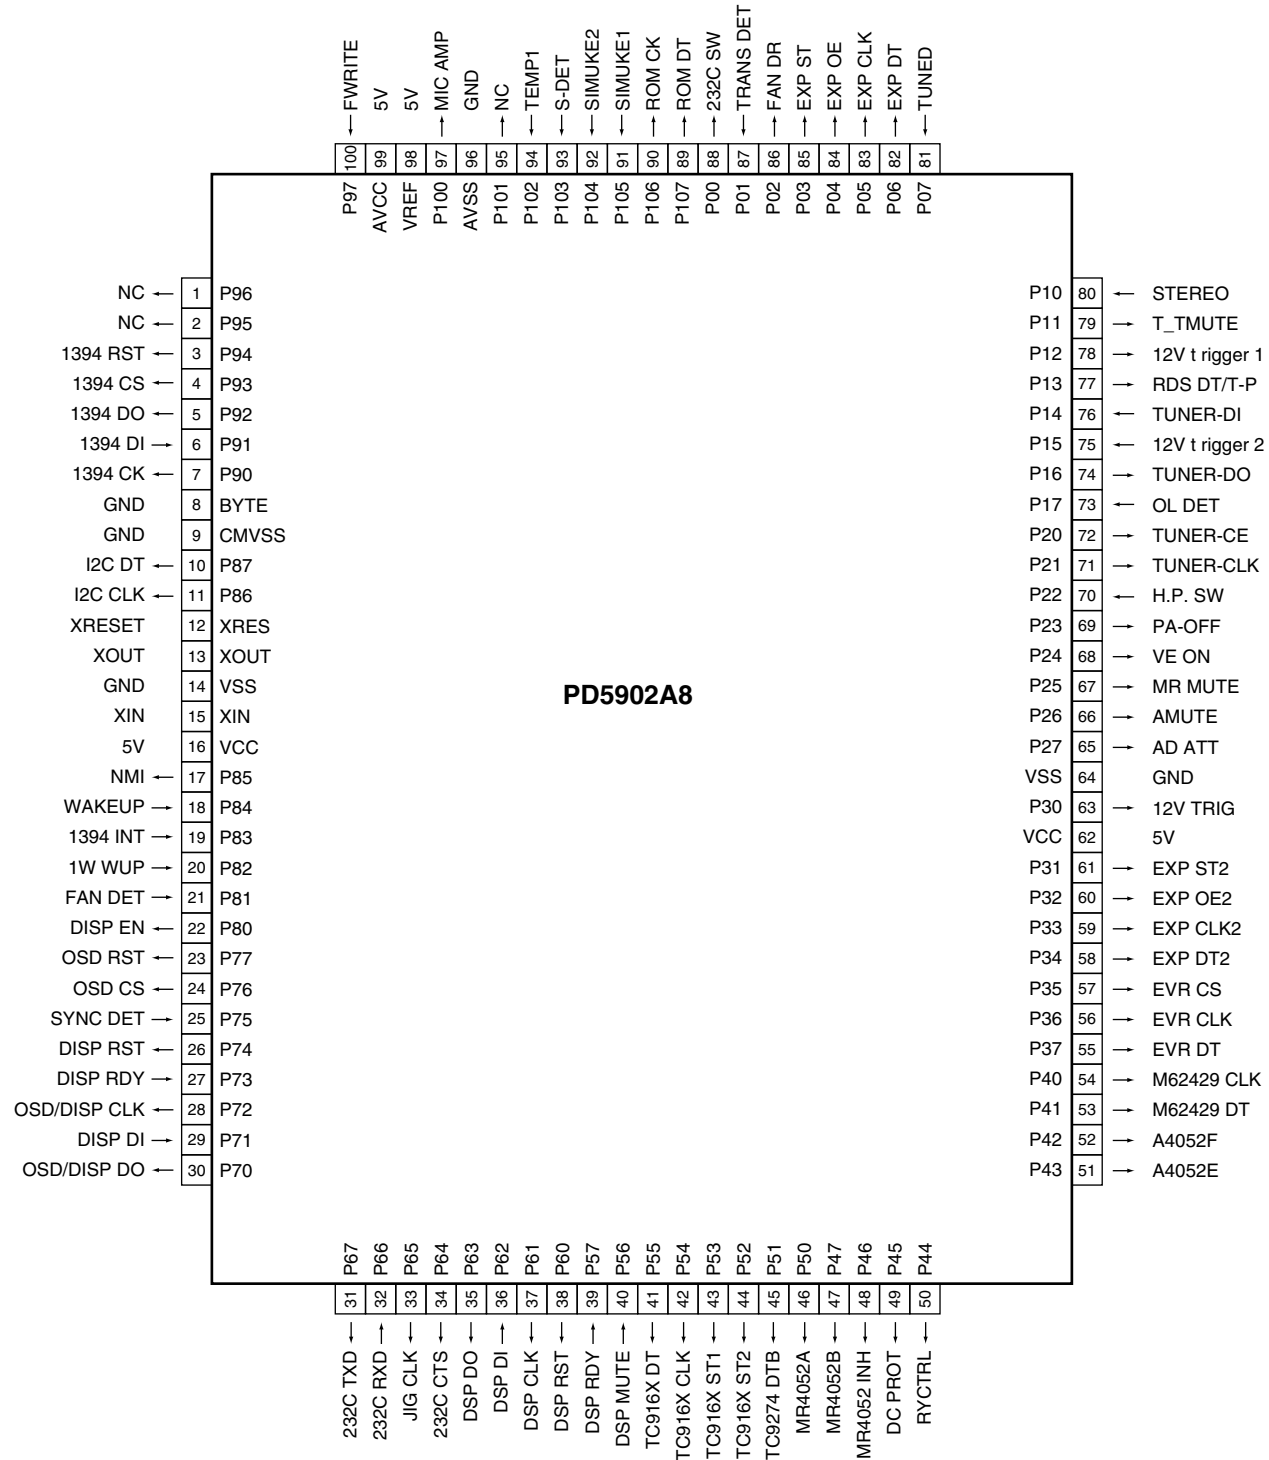 FWRITE 5V 5V MIC AMP GND NC TEMP1 S-DET SIMUKE2 SIMUKE1 ROM CK ROM DT 232C SW TRANS DET FAN DR EXP ST EXP OE EXP CLK EXP DT TUNED
100 99 98 97 96 95 94 93 92 91 90 89 88 87 86 85 84 83 82 81
P97 AVCC VREF P100 AVSS P101 P102 P103 P104 P105 P106 P107 P00 P01 P02 P03 P04 P05 P06 P07
NC 1 P96
NC 2 P95
1394 RST 3 P94
1394 CS 4 P93
1394 DO 5 P92
1394 DI 6 P91
1394 CK 7 P90
GND 8 BYTE
GND 9 CMVSS
I2C DT 10 P87
I2C CLK 11 P86
XRESET 12 XRES
XOUT 13 XOUT
GND 14 VSS
XIN 15 XIN
5V 16 VCC
NMI 17 P85
WAKEUP 18 P84
1394 INT 19 P83
1W WUP 20 P82
FAN DET 21 P81
DISP EN 22 P80
OSD RST 23 P77
OSD CS 24 P76
SYNC DET 25 P75
DISP RST 26 P74
DISP RDY 27 P73
OSD/DISP CLK 28 P72
DISP DI 29 P71
OSD/DISP DO 30 P70
PD5902A8
P10 80 STEREO
P11 79 T_TMUTE
P12 78 12V t rigger 1
P13 77 RDS DT/T-P
P14 76 TUNER-DI
P15 75 12V t rigger 2
P16 74 TUNER-DO
P17 73 OL DET
P20 72 TUNER-CE
P21 71 TUNER-CLK
P22 70 H.P. SW
P23 69 PA-OFF
P24 68 VE ON
P25 67 MR MUTE
P26 66 AMUTE
P27 65 AD ATT
VSS 64 GND
P30 63 12V TRIG
VCC 62 5V
P31 61 EXP ST2
P32 60 EXP OE2
P33 59 EXP CLK2
P34 58 EXP DT2
P35 57 EVR CS
P36 56 EVR CLK
P37 55 EVR DT
P40 54 M62429 CLK
P41 53 M62429 DT
P42 52 A4052F
P43 51 A4052E
P67 P66 P65 P64 P63 P62 P61 P60 P57 P56 P55 P54 P53 P52 P51 P50 P47 P46 P45 P44
31 32 33 34 35 36 37 38 39 40 41 42 43 44 45 46 47 48 49 50
232C TXD 232C RXD JIG CLK 232C CTS DSP DO DSP DI DSP CLK DSP RST DSP RDY DSP MUTE TC916X DT TC916X CLK TC916X ST1 TC916X ST2 TC9274 DTB MR4052A MR4052B MR4052 INH DC PROT RYCTRL